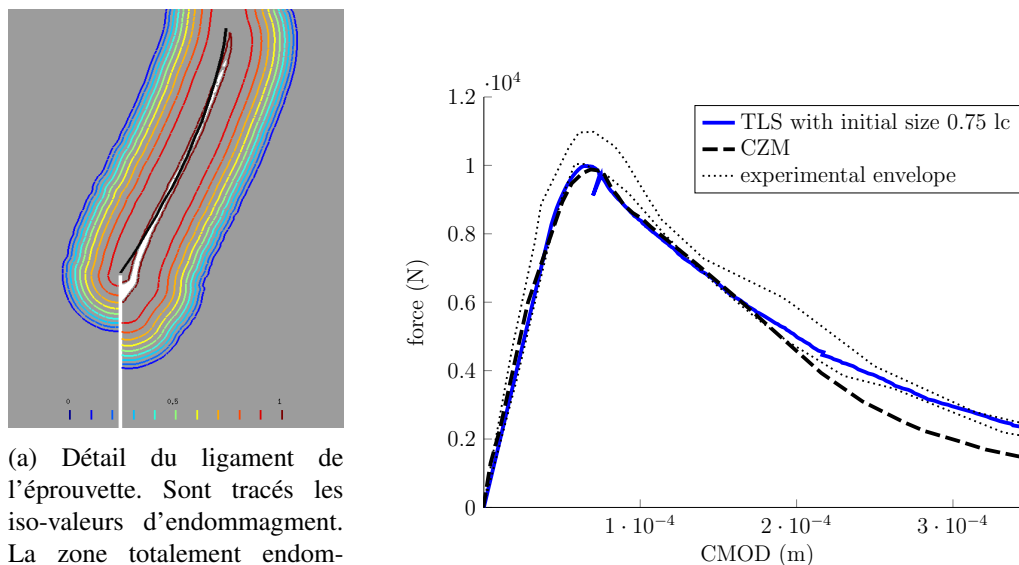 0 0.5 1
(a) Détail du ligament de
l'éprouvette. Sont tracés les
iso-valeurs d'endommagment.
La zone totalement endom-
·10⁴
1.2
1
0.8
0.6
0.4
0.2
0
force (N)
TLS with initial size 0.75 lc
CZM
experimental envelope
1·10⁻⁴ 2·10⁻⁴ 3·10⁻⁴
CMOD (m)